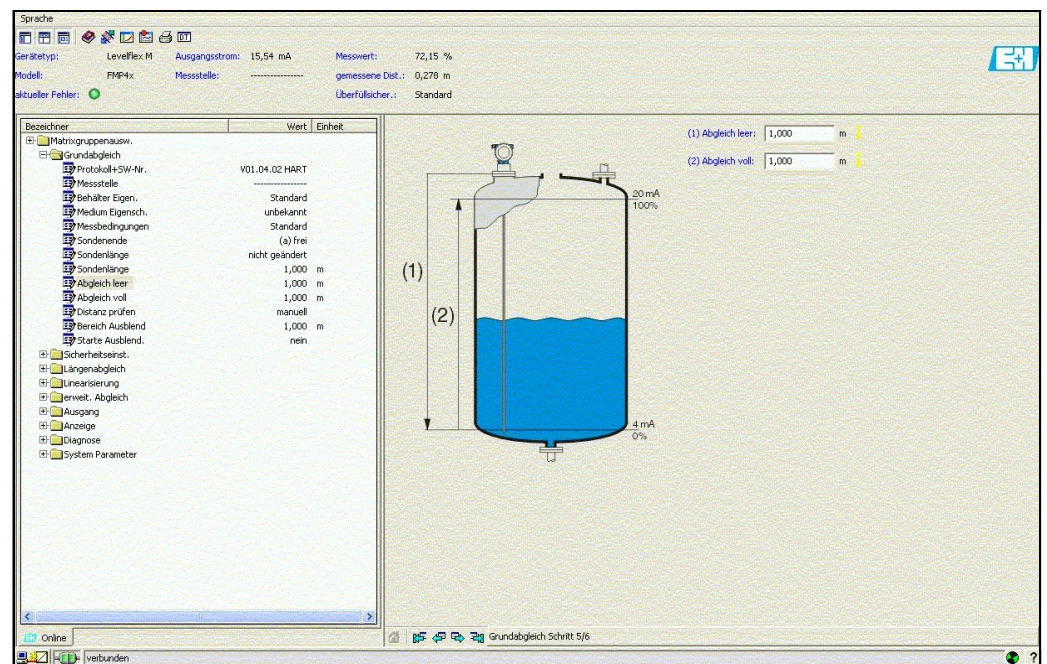 Sprache
DT
Gerätetyp: Levelflex M Ausgangsstrom: 15,54 mA Messwert: 72,15 %
Modell: FMP4x Messstelle: ---------------- gemessene Dist.: 0,278 m
aktueller Fehler: Überfüllsicher.: Standard
E+H
Bezeichner Wert Einheit
Matrixgruppenausw.
Grundabgleich
Protokoll+SW-Nr. V01.04.02 HART
Messstelle ----------------
Behälter Eigen. Standard
Medium Eigensch. unbekannt
Messbedingungen Standard
Sondenende (a) frei
Sondenlänge nicht geändert
Sondenlänge 1,000 m
Abgleich leer 1,000 m
Abgleich voll 1,000 m
Distanz prüfen manuell
Bereich Ausblend 1,000 m
Starte Ausblend. nein
Sicherheitseinst.
Längenabgleich
Linearisierung
erweit. Abgleich
Ausgang
Anzeige
Diagnose
System Parameter
(1) Abgleich leer: 1,000 m
(2) Abgleich voll: 1,000 m
20 mA
100%
(1)
(2)
4 mA
0%
Online
Grundabgleich Schritt 5/6
verbunden
?